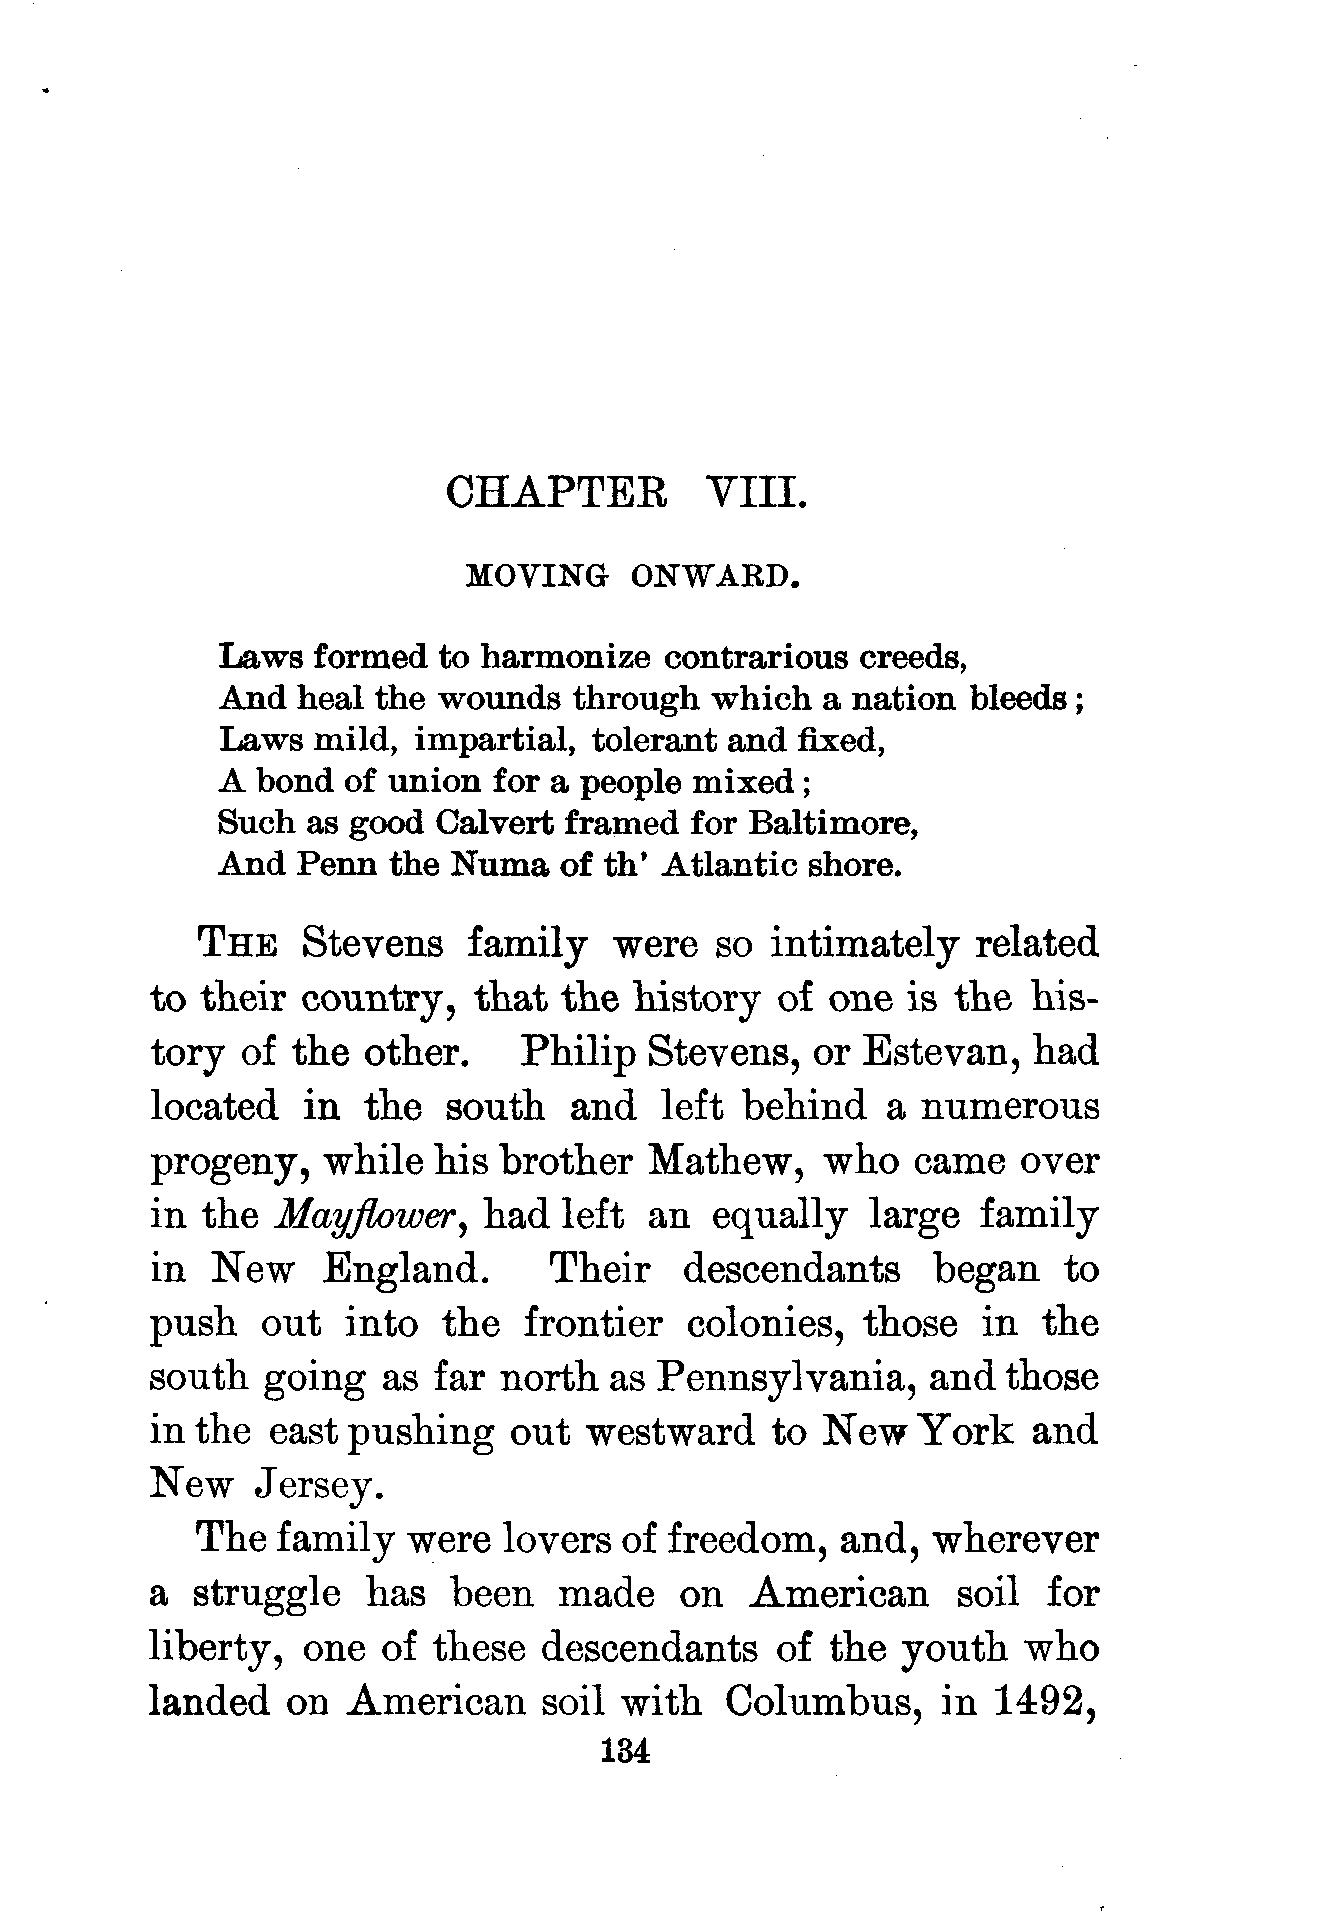 CHAPTER VIII.
MOVING ONWARD.
Laws formed to harmonize contrarious creeds,
And heal the wounds through which a nation bleeds;
Laws mild, impartial, tolerant and fixed,
A bond of union for a people mixed;
Such as good Calvert framed for Baltimore,
And Penn the Numa of th' Atlantic shore.
THE Stevens family were so intimately related
to their country, that the history of one is the his-
tory of the other. Philip Stevens, or Estevan, had
located in the south and left behind a numerous
progeny, while his brother Mathew, who came over
in the Mayflower, had left an equally large family
in New England. Their descendants began to
push out into the frontier colonies, those in the
south going as far north as Pennsylvania, and those
in the east pushing out westward to New York and
New Jersey.
The family were lovers of freedom, and, wherever
a struggle has been made on American soil for
liberty, one of these descendants of the youth who
landed on American soil with Columbus, in 1492,
134